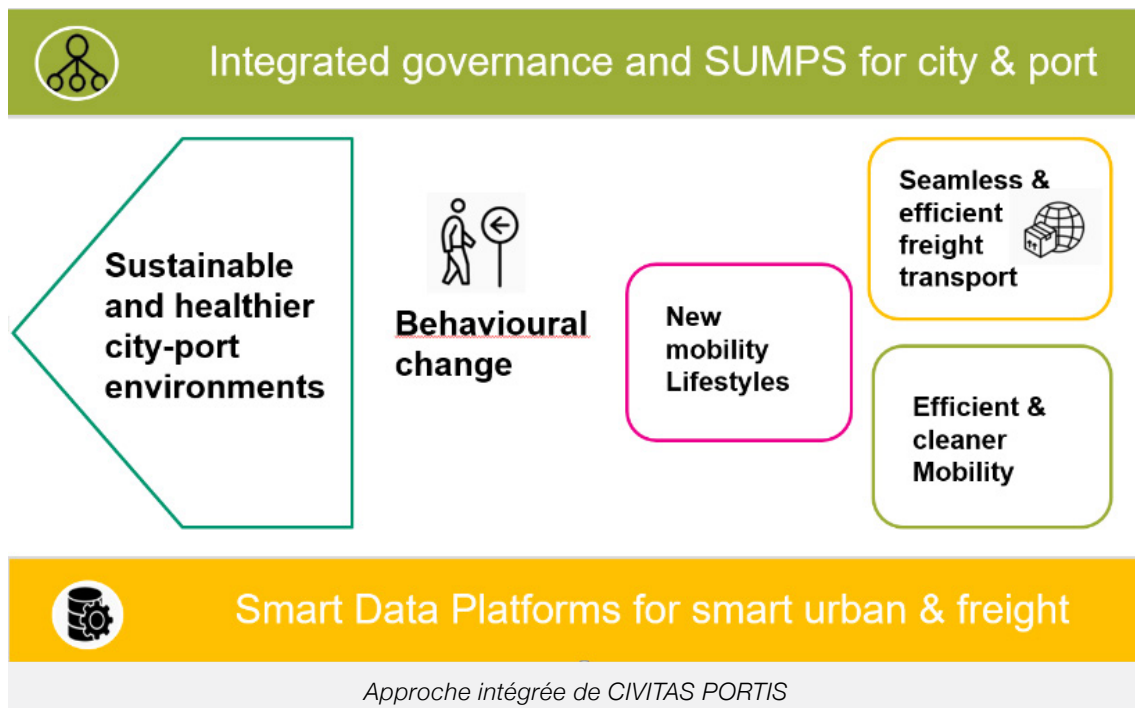 Integrated governance and SUMPS for city & port
Sustainable
and healthier
city-port
environments
Behavioural
change
New
mobility
Lifestyles
Seamless &
efficient
freight
transport
Efficient &
cleaner
Mobility
Smart Data Platforms for smart urban & freight
Approche intégrée de CIVITAS PORTIS